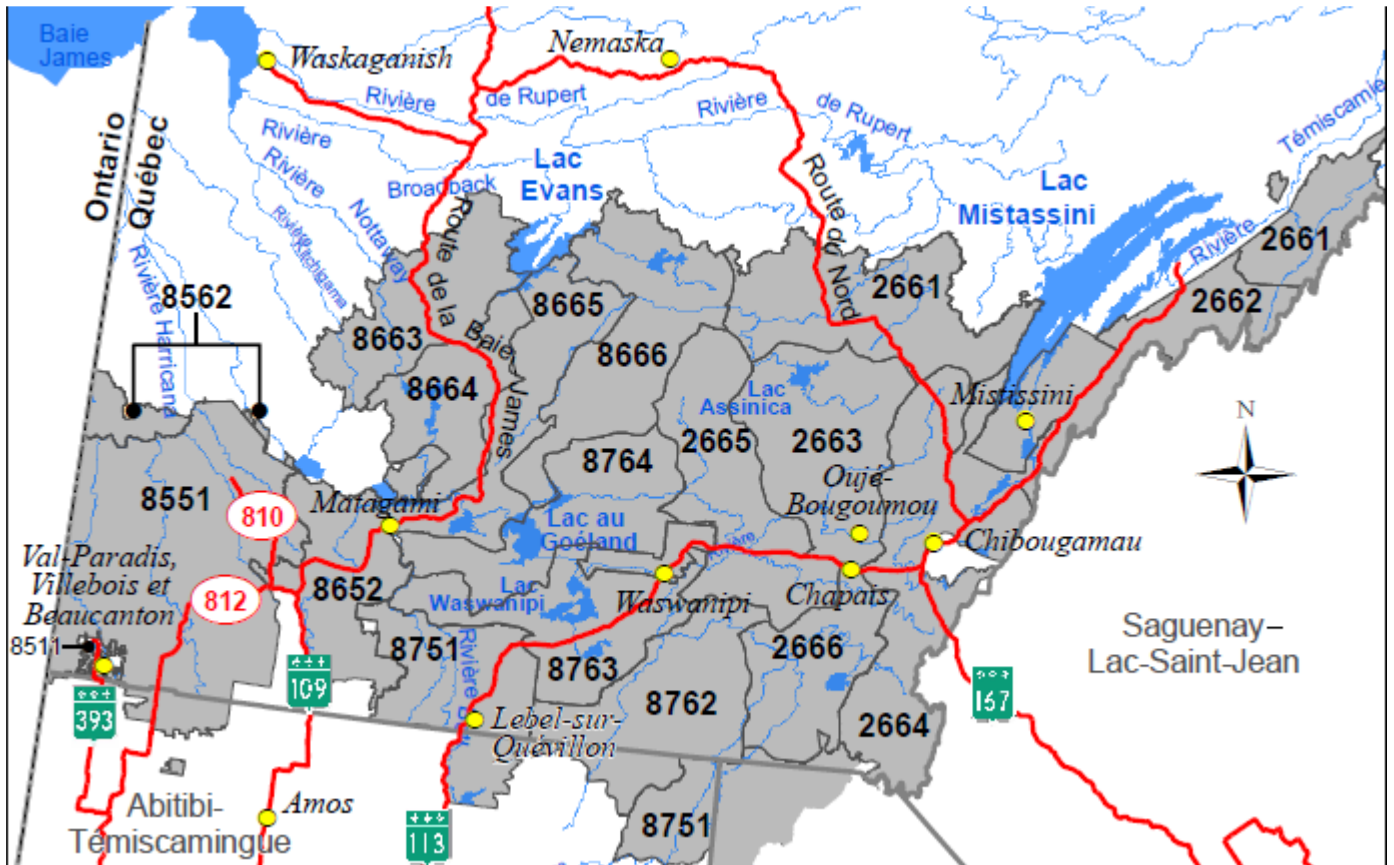 Baie
James
Waskaganish
Nemaska
Rivière
de Rupert
Rivière
de Rupert
Témiscamie
Ontario
Québec
Rivière
Rivière
Broadback
Nottaway
Lac
Evans
Lac
Mistassini
Rivière
Rivière Harricana
Route de la Baie-James
Route du Nord
2661
2661
2662
8562
8665
8663
8666
8664
Lac
Assinica
Mistissini
2665
2663
8764
N
8551
810
Matagami
Oujé-
Bougoumou
Lac au
Goéland
Rivière
Chibougamau
Val-Paradis,
Villebois et
Beaucanton
812
8652
Lac
Waswanipi
Waswanipi
Chapais
8511
8751
Rivière
8763
2666
Saguenay–
Lac-Saint-Jean
393
109
8762
167
Lebel-sur-
Quévillon
2664
Abitibi-
Témiscamingue
Amos
113
8751